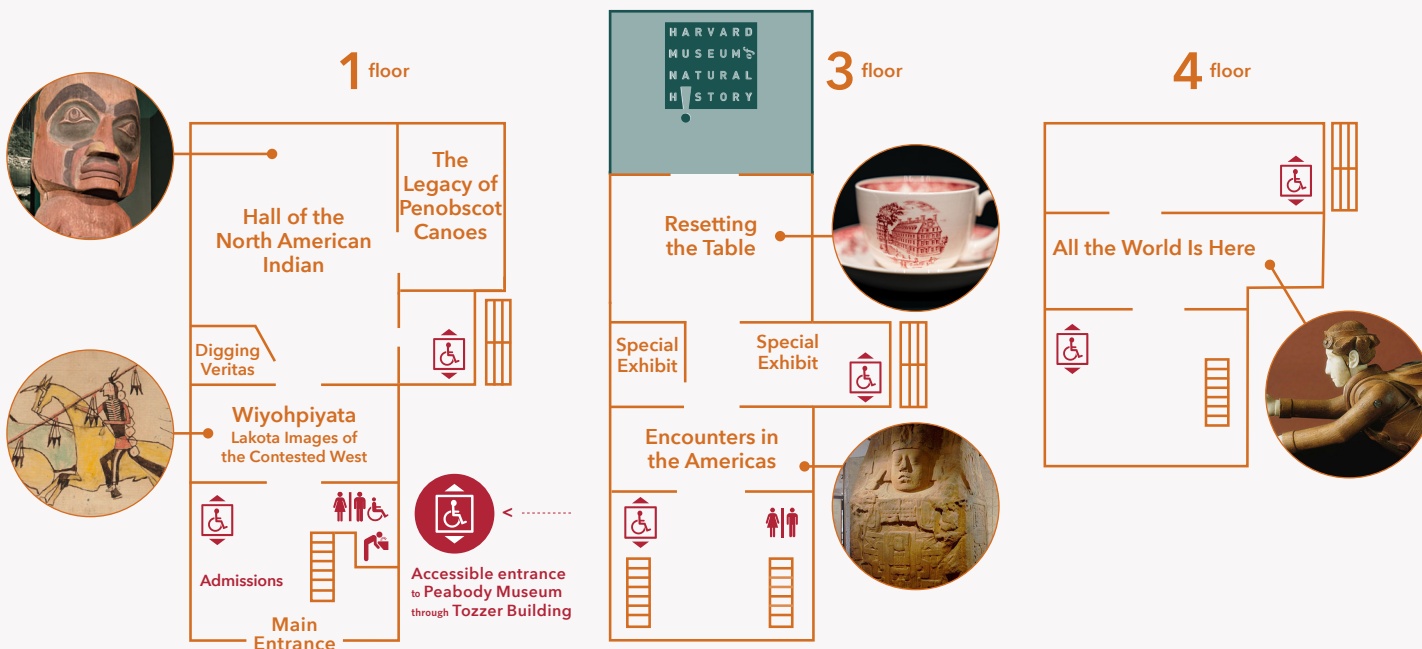 1 floor
Hall of the
North American
Indian
The
Legacy of
Penobscot
Canoes
Digging
Veritas
Wiyohpiyata
Lakota Images of
the Contested West
Admissions
Main
Entrance
<
Accessible entrance
to Peabody Museum
through Tozzer Building
HARVARD
MUSEUM of
NATURAL
H!STORY
3 floor
Resetting
the Table
Special
Exhibit
Special
Exhibit
Encounters in
the Americas
4 floor
All the World Is Here